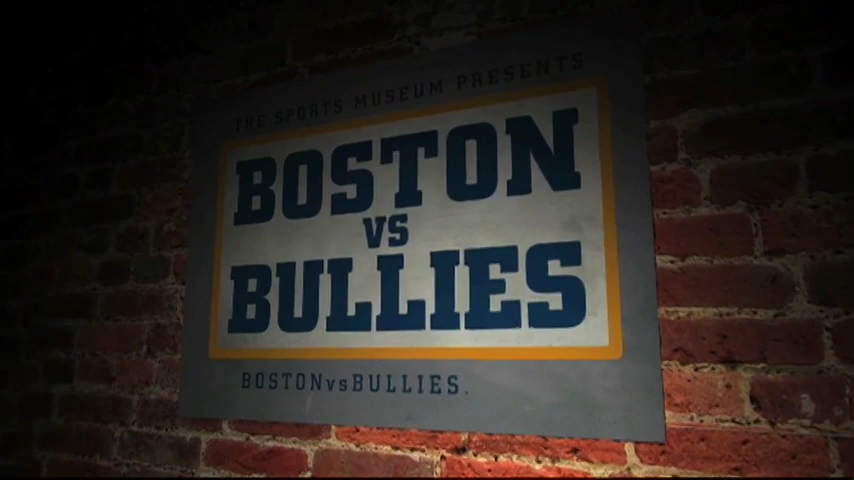 THE SPORTS MUSEUM PRESENTS
BOSTON
VS
BULLIES
BOSTONvsBULLIES.